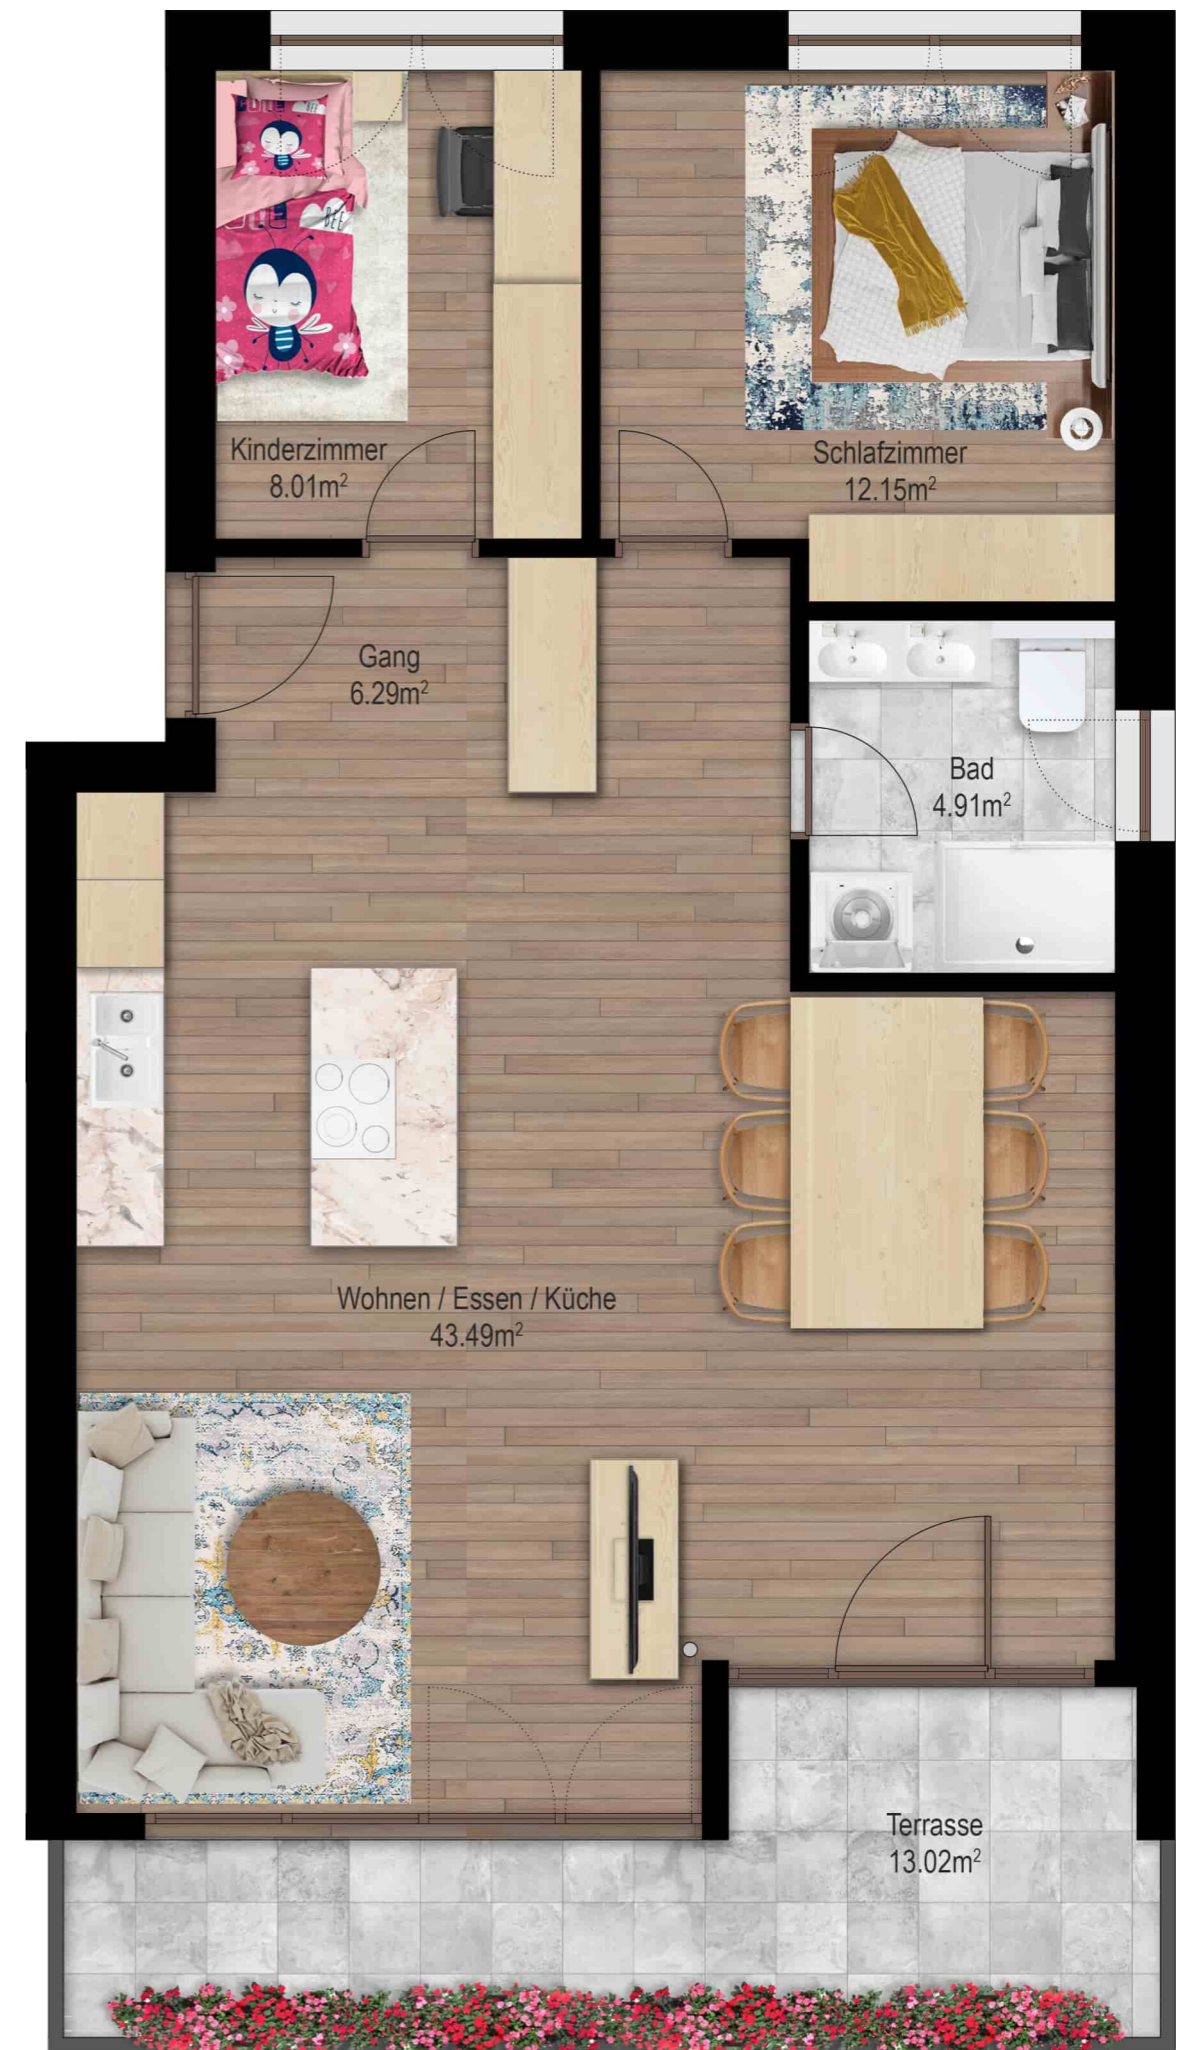 Kinderzimmer
8.01m²
Schlafzimmer
12.15m²
Gang
6.29m²
Bad
4.91m²
Wohnen / Essen / Küche
43.49m²
Terrasse
13.02m²
BEE